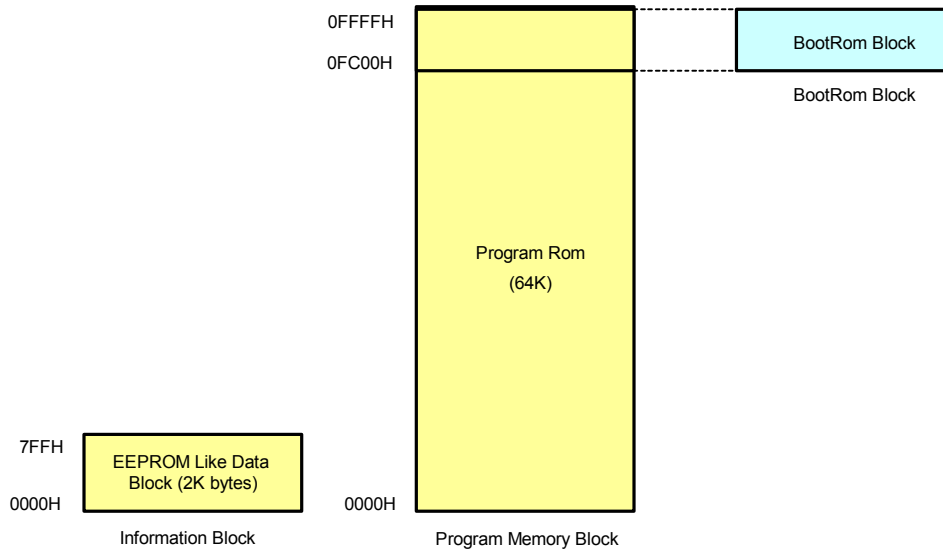 0FFFFH
0FC00H
BootRom Block
BootRom Block
Program Rom
(64K)
7FFH
EEPROM Like Data
Block (2K bytes)
0000H
0000H
Information Block
Program Memory Block